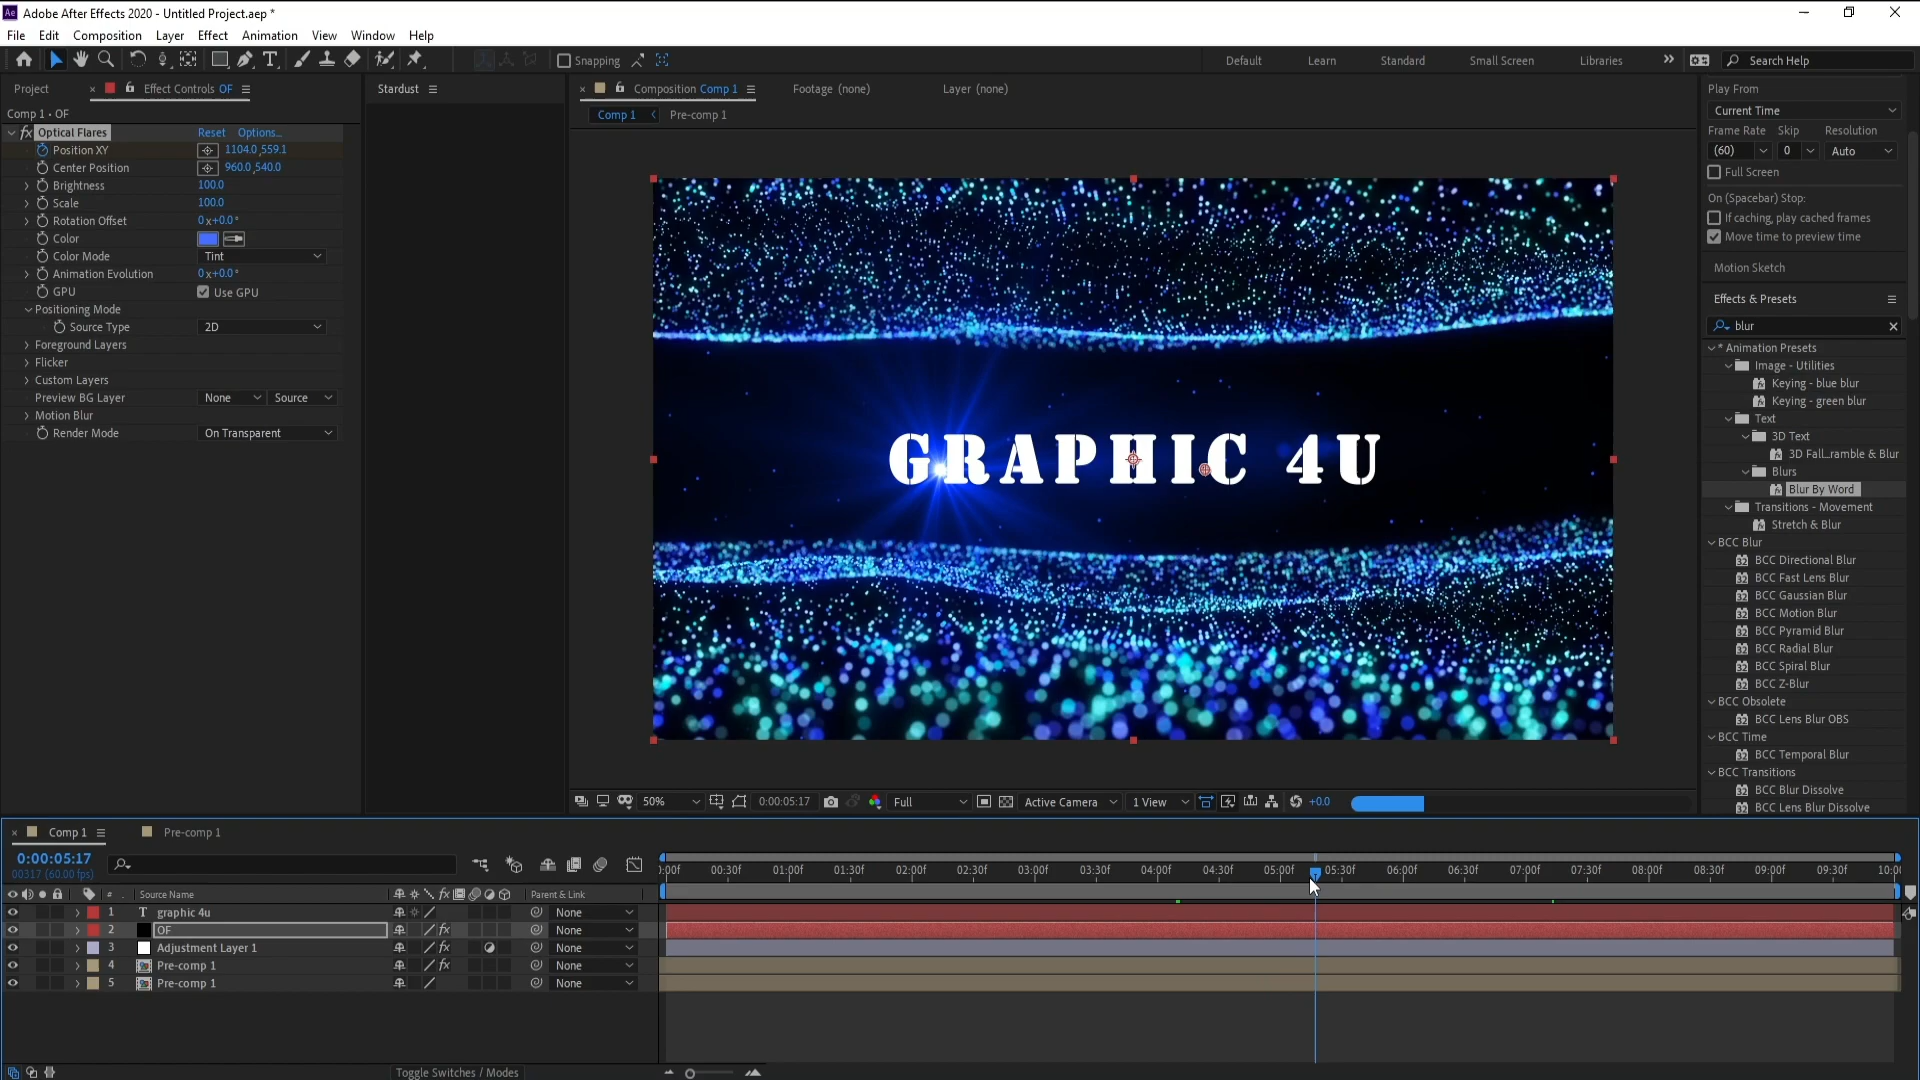 Adobe After Effects 2020 - Untitled Project.aep *
File Edit Composition Layer Effect Animation View Window Help
Snapping
Default Learn Standard Small Screen Libraries Search Help
Project Effect Controls OF
Comp 1 • OF
fx Optical Flares Reset Options...
Position XY 1104.0,559.1
Center Position 960.0,540.0
Brightness 100.0
Scale 100.0
Rotation Offset 0x+0.0°
Color
Color Mode Tint
Animation Evolution 0x+0.0°
GPU Use GPU
Positioning Mode
Source Type 2D
Foreground Layers
Flicker
Custom Layers
Preview BG Layer None Source
Motion Blur
Render Mode On Transparent
Stardust
Composition Comp 1 Footage (none) Layer (none)
Comp 1 Pre-comp 1
GRAPHIC 4U
50% 0:00:05:17 Full Active Camera 1 View +0.0
Play From
Current Time
Frame Rate Skip Resolution
(60) 0 Auto
Full Screen
On (Spacebar) Stop:
If caching, play cached frames
Move time to preview time
Motion Sketch
Effects & Presets
blur
* Animation Presets
Image - Utilities
Keying - blue blur
Keying - green blur
Text
3D Text
3D Fall...ramble & Blur
Blurs
Blur By Word
Transitions - Movement
Stretch & Blur
BCC Blur
BCC Directional Blur
BCC Fast Lens Blur
BCC Gaussian Blur
BCC Motion Blur
BCC Pyramid Blur
BCC Radial Blur
BCC Spiral Blur
BCC Z-Blur
BCC Obsolete
BCC Lens Blur OBS
BCC Time
BCC Temporal Blur
BCC Transitions
BCC Blur Dissolve
BCC Lens Blur Dissolve
Comp 1 Pre-comp 1
0:00:05:17
00317 (60.00 fps)
:00f 00:30f 01:00f 01:30f 02:00f 02:30f 03:00f 03:30f 04:00f 04:30f 05:00f 05:30f 06:00f 06:30f 07:00f 07:30f 08:00f 08:30f 09:00f 09:30f 10:00
# Source Name fx Parent & Link
1 T graphic 4u None
2 OF fx None
3 Adjustment Layer 1 fx None
4 Pre-comp 1 fx None
5 Pre-comp 1 None
Toggle Switches / Modes